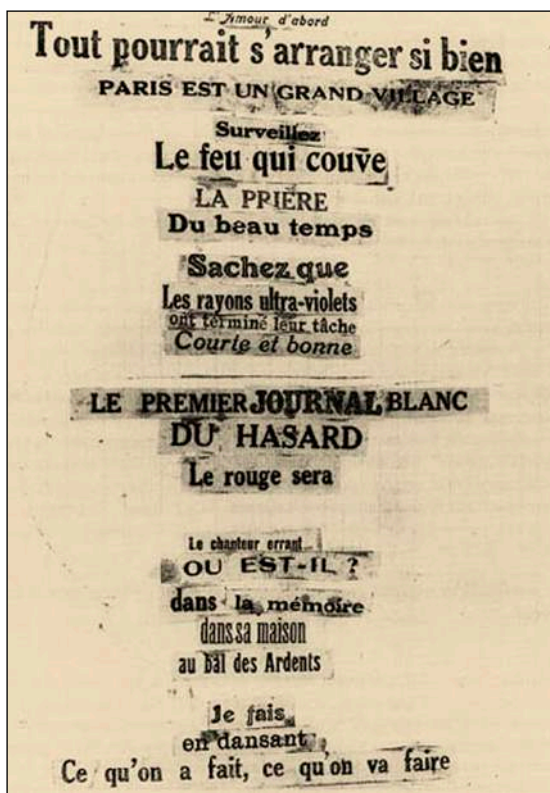 L'Amour d'abord
Tout pourrait s'arranger si bien
PARIS EST UN GRAND VILLAGE
Surveillez
Le feu qui couve
LA PRIÈRE
Du beau temps
Sachez que
Les rayons ultra-violets
ont terminé leur tâche
Courte et bonne
LE PREMIER JOURNAL BLANC
DU HASARD
Le rouge sera
Le chanteur errant
OU EST-IL ?
dans la mémoire
dans sa maison
au bal des Ardents
Je fais
en dansant
Ce qu'on a fait, ce qu'on va faire